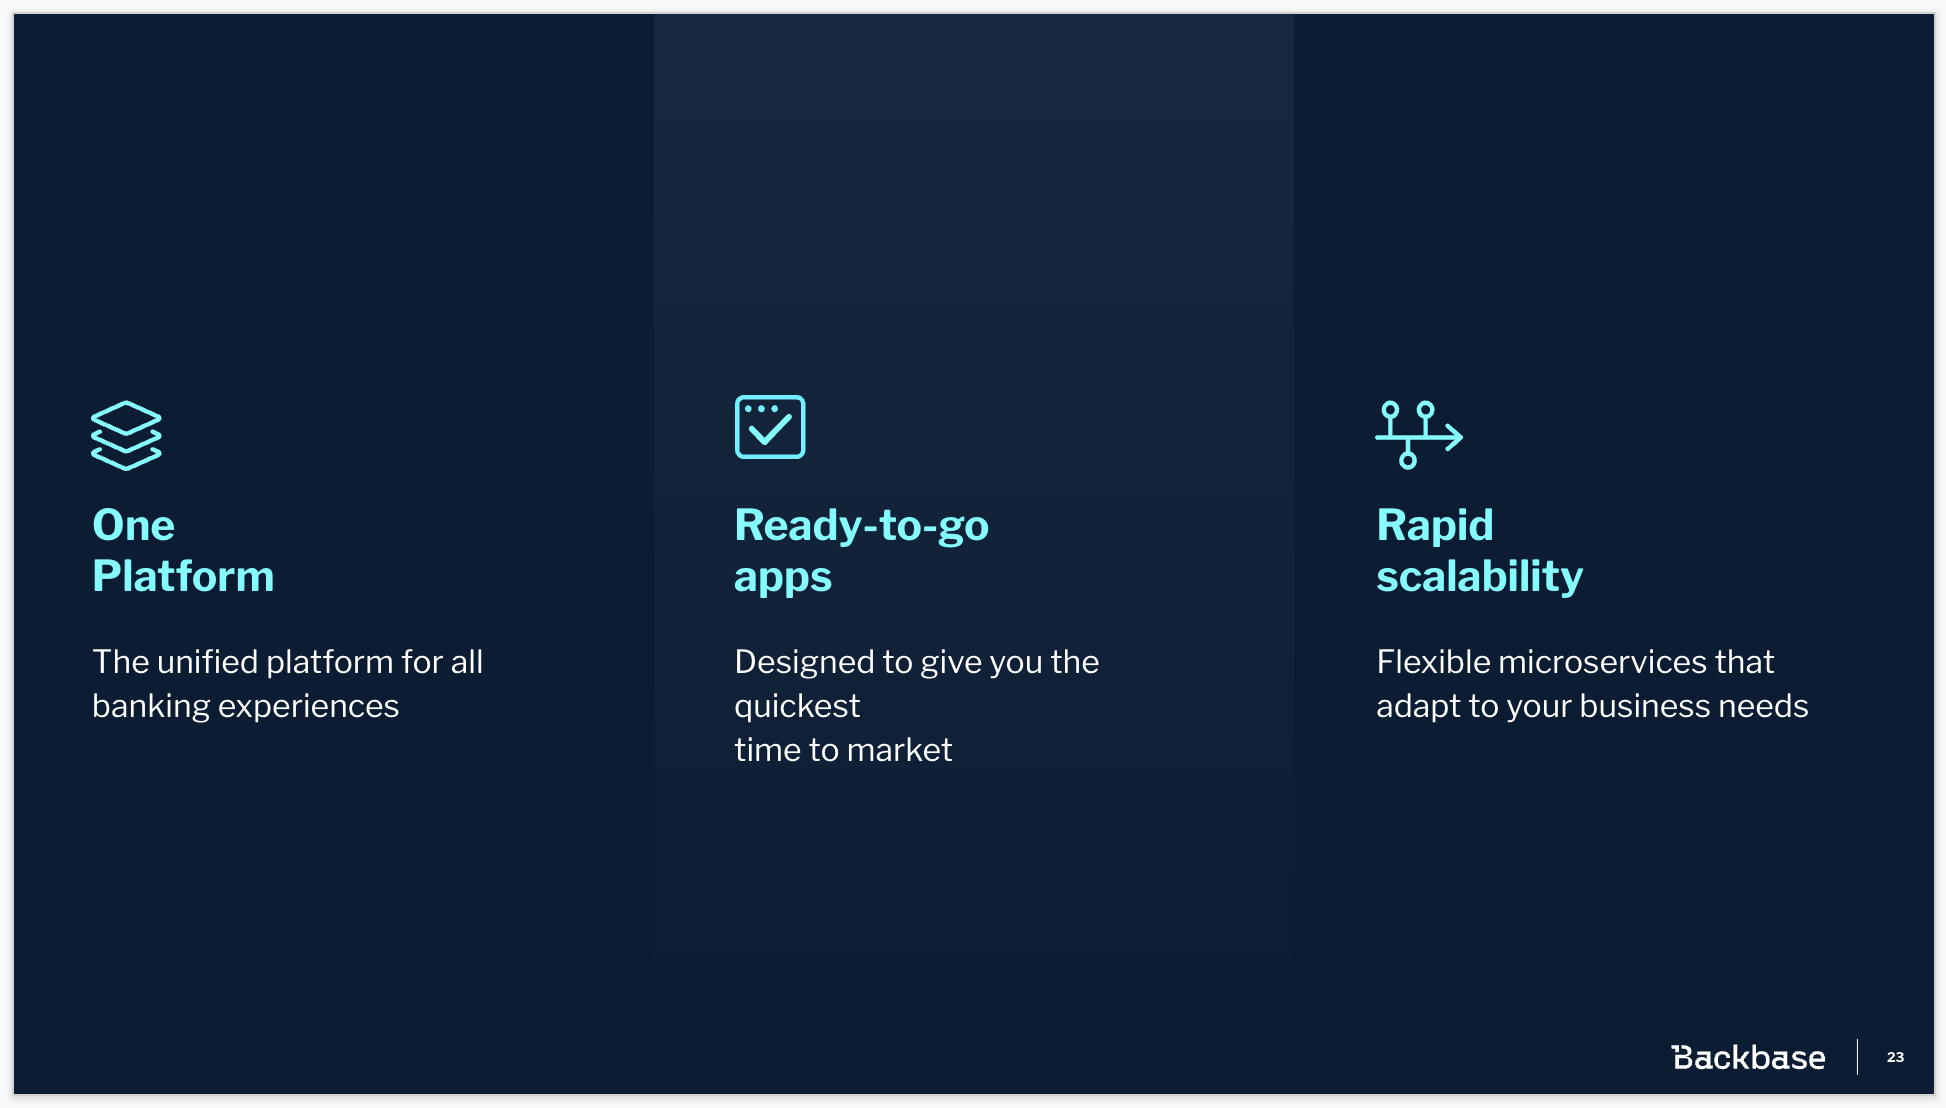 One
Platform
The unified platform for all
banking experiences
Ready-to-go
apps
Designed to give you the
quickest
time to market
Rapid
scalability
Flexible microservices that
adapt to your business needs
Backbase
23